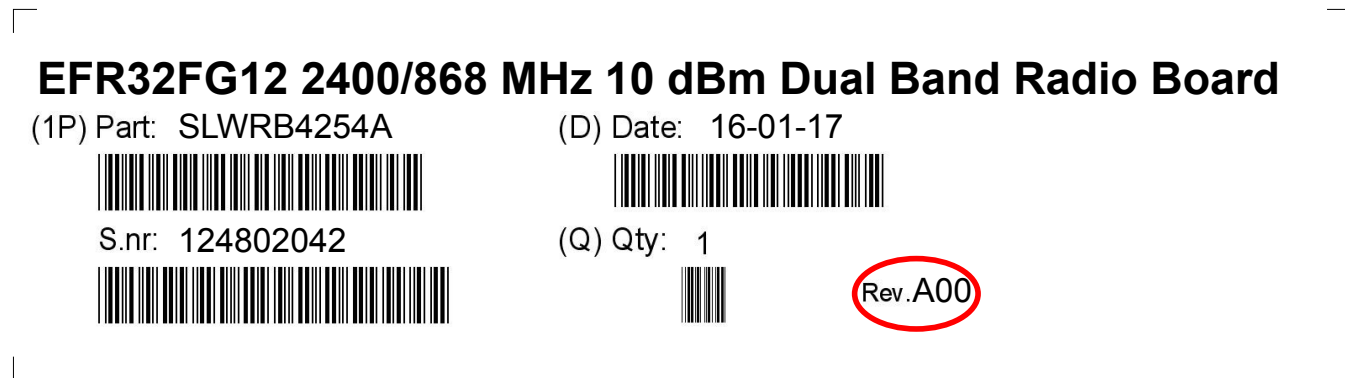 EFR32FG12 2400/868 MHz 10 dBm Dual Band Radio Board
(1P) Part: SLWRB4254A (D) Date: 16-01-17
S.nr: 124802042 (Q) Qty: 1
Rev.A00